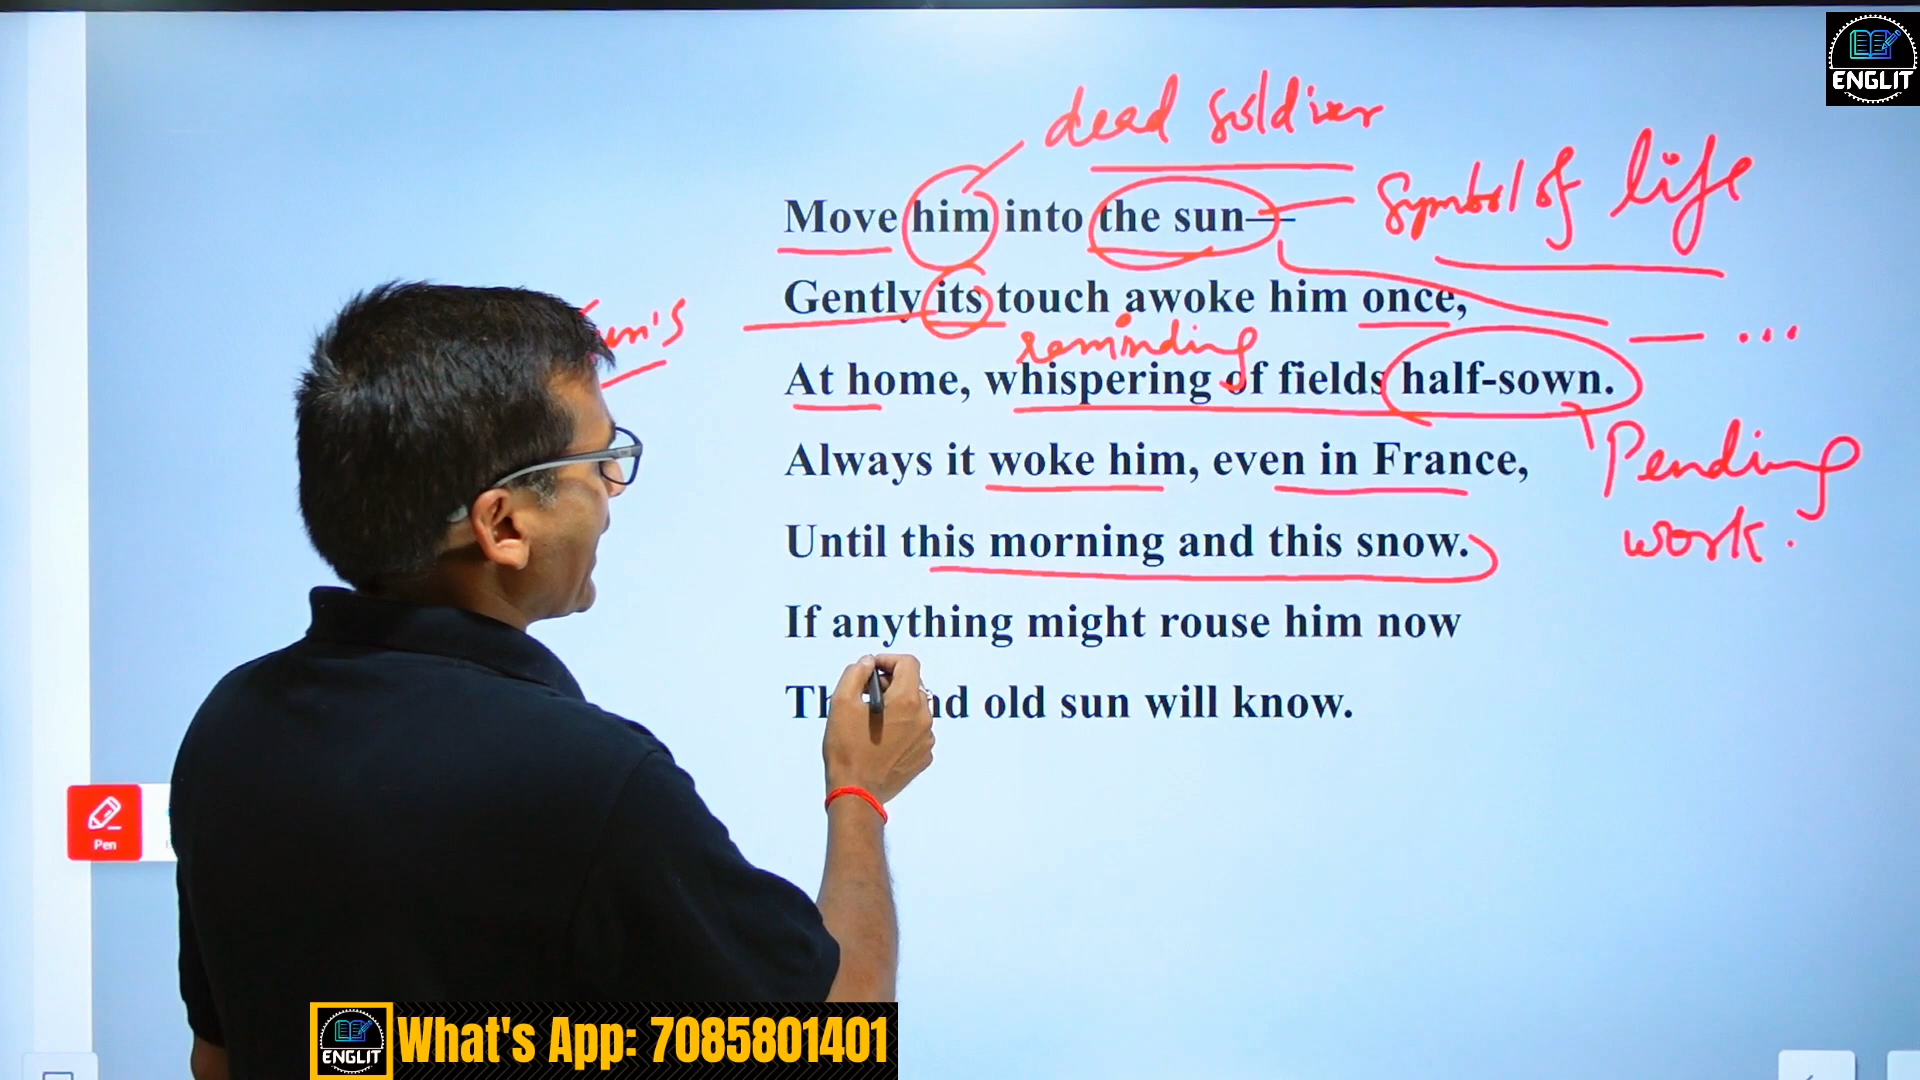 ENGLIT
dead soldier
symbol of life
Move him into the sun—
Gently its touch awoke him once,
sun's
— ...
reminding
At home, whispering of fields half-sown.
Always it woke him, even in France,
Pending
work.
Until this morning and this snow.
If anything might rouse him now
old sun will know.
Pen
ENGLIT What's App: 7085801401